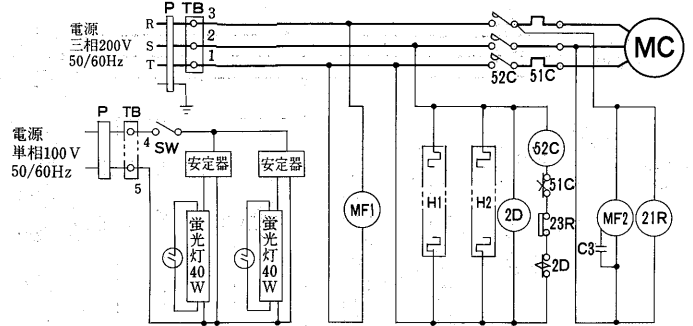 P TB 3
電源
三相200V
50/60Hz
R
S
T
2
1
52C
51C
MC
P TB
電源
単相100V
50/60Hz
4
SW
5
安定器
安定器
蛍光灯40W
蛍光灯40W
MF1
H1
H2
2D
52C
51C
23R
2D
C3
MF2
21R